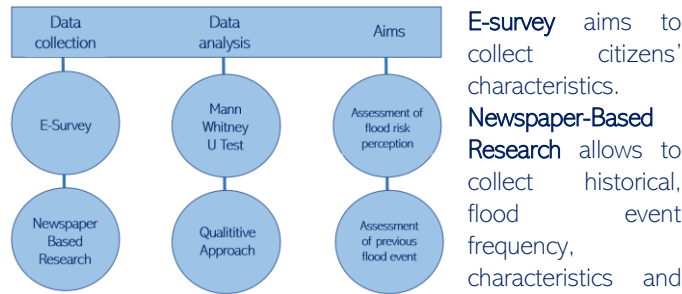 Data
collection
Data
analysis
Aims
E-Survey
Mann
Whitney
U Test
Assessment of
flood risk
perception
Newspaper
Based
Research
Qualititive
Approach
Assessment
of previous
flood event
E-survey aims to
collect citizens’
characteristics.
Newspaper-Based
Research allows to
collect historical,
flood event
frequency,
characteristics and